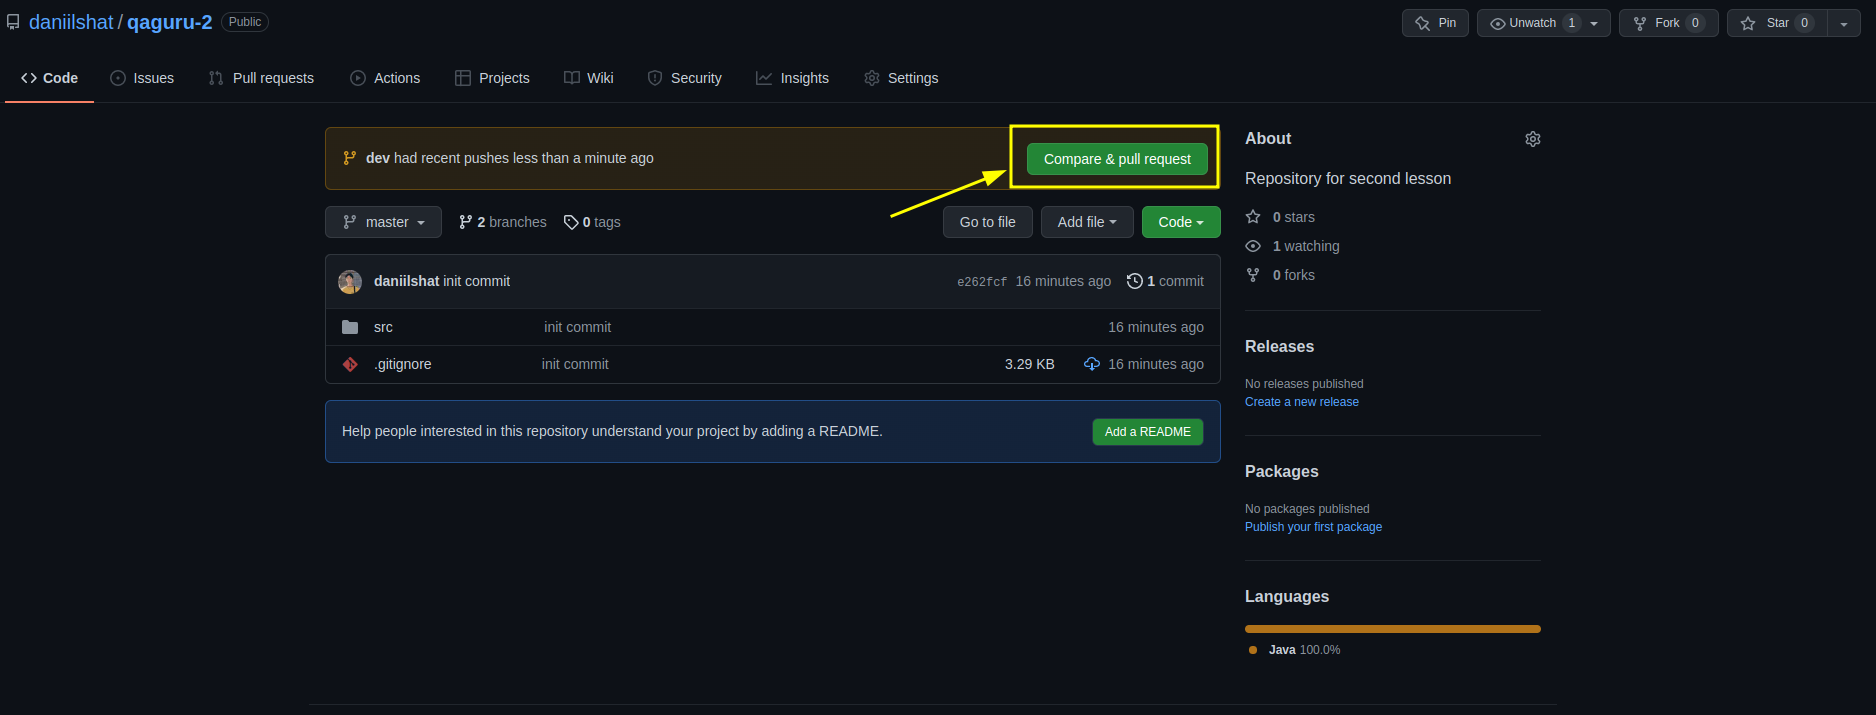 daniilshat / qaguru-2 Public
Pin Unwatch 1 Fork 0 Star 0
Code Issues Pull requests Actions Projects Wiki Security Insights Settings
dev had recent pushes less than a minute ago Compare & pull request
master 2 branches 0 tags Go to file Add file Code
daniilshat init commit e262fcf 16 minutes ago 1 commit
src init commit 16 minutes ago
.gitignore init commit 3.29 KB 16 minutes ago
Help people interested in this repository understand your project by adding a README. Add a README
About
Repository for second lesson
0 stars
1 watching
0 forks
Releases
No releases published
Create a new release
Packages
No packages published
Publish your first package
Languages
Java 100.0%